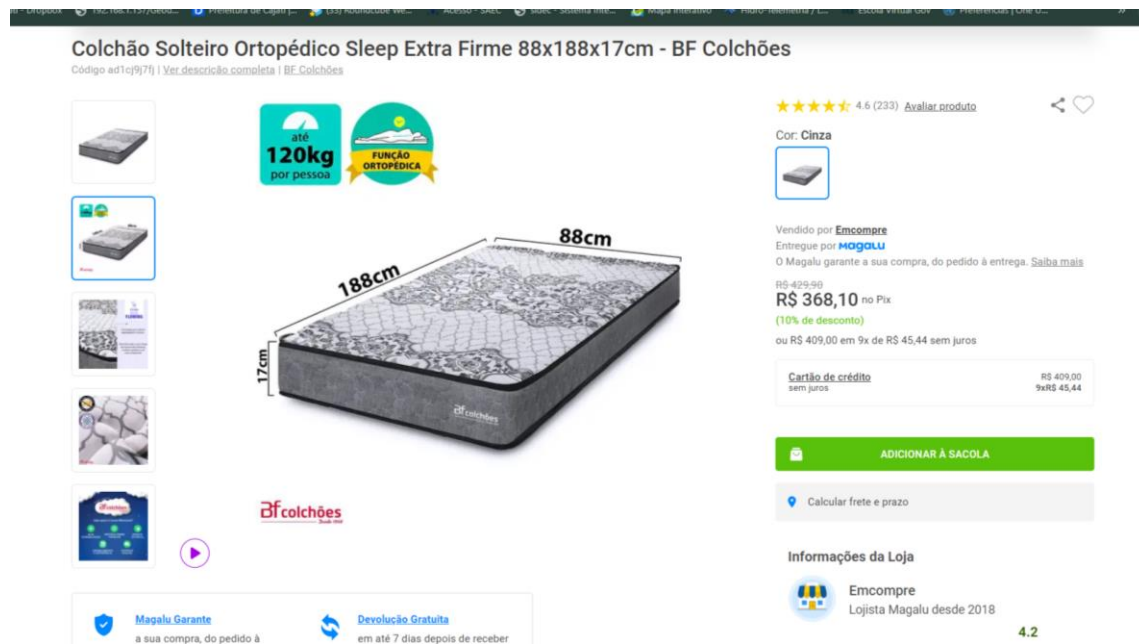 Colchão Solteiro Ortopédico Sleep Extra Firme 88x188x17cm - BF Colchões
Código ad1cj9j7fj | Ver descrição completa | BF Colchões
até
120kg
por pessoa
FUNÇÃO
ORTOPÉDICA
88cm
188cm
17cm
BF colchões
BF colchões
Desde 1968
4.6 (233) Avaliar produto
Cor: Cinza
Vendido por Emcompre
Entregue por Magalu
O Magalu garante a sua compra, do pedido à entrega. Saiba mais
R$ 429,90
R$ 368,10 no Pix
(10% de desconto)
ou R$ 409,00 em 9x de R$ 45,44 sem juros
Cartão de crédito R$ 409,00
sem juros 9xR$ 45,44
ADICIONAR À SACOLA
Calcular frete e prazo
Informações da Loja
Emcompre
Lojista Magalu desde 2018
4.2
Magalu Garante
a sua compra, do pedido à
Devolução Gratuita
em até 7 dias depois de receber